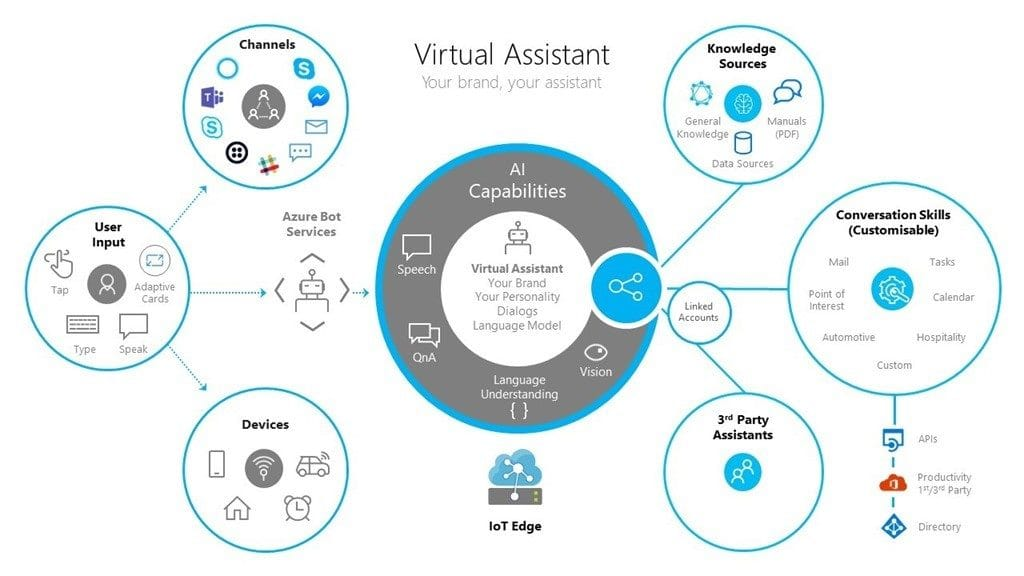 Virtual Assistant
Your brand, your assistant
Channels
User
Input
Tap
Adaptive
Cards
Type
Speak
Devices
Azure Bot
Services
AI
Capabilities
Speech
QnA
Language
Understanding
{ }
Vision
Virtual Assistant
Your Brand
Your Personality
Dialogs
Language Model
IoT Edge
Linked
Accounts
Knowledge
Sources
General
Knowledge
Manuals
(PDF)
Data Sources
Conversation Skills
(Customisable)
Mail
Tasks
Point of
Interest
Calendar
Automotive
Hospitality
Custom
3rd Party
Assistants
APIs
Productivity
1st/3rd Party
Directory